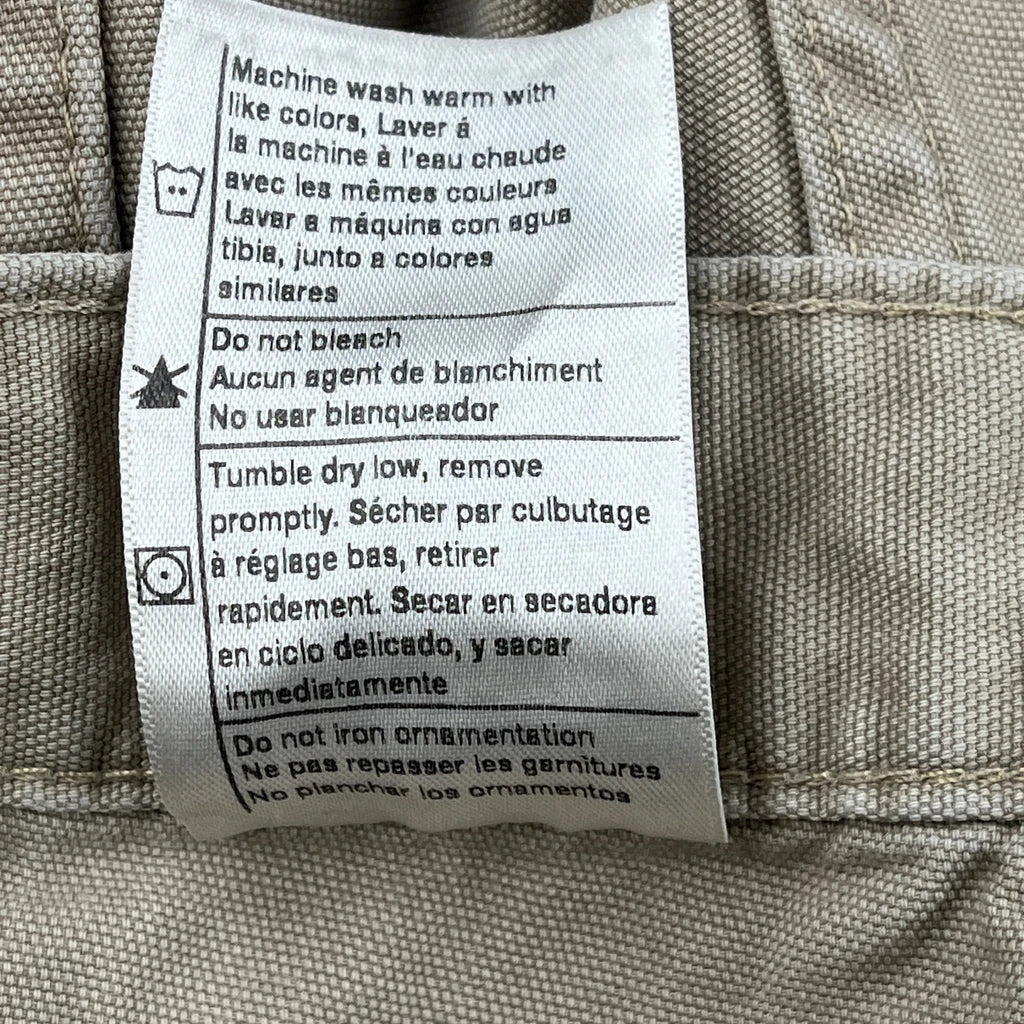 Machine wash warm with
like colors, Laver á
la machine à l'eau chaude
avec les mêmes couleurs
Lavar a máquina con agua
tibia, junto a colores
similares
Do not bleach
Aucun agent de blanchiment
No usar blanqueador
Tumble dry low, remove
promptly. Sécher par culbutage
à réglage bas, retirer
rapidement. Secar en secadora
en ciclo delicado, y sacar
inmediatamente
Do not iron ornamentation
Ne pas repasser les garnitures
No planchar los ornamentos